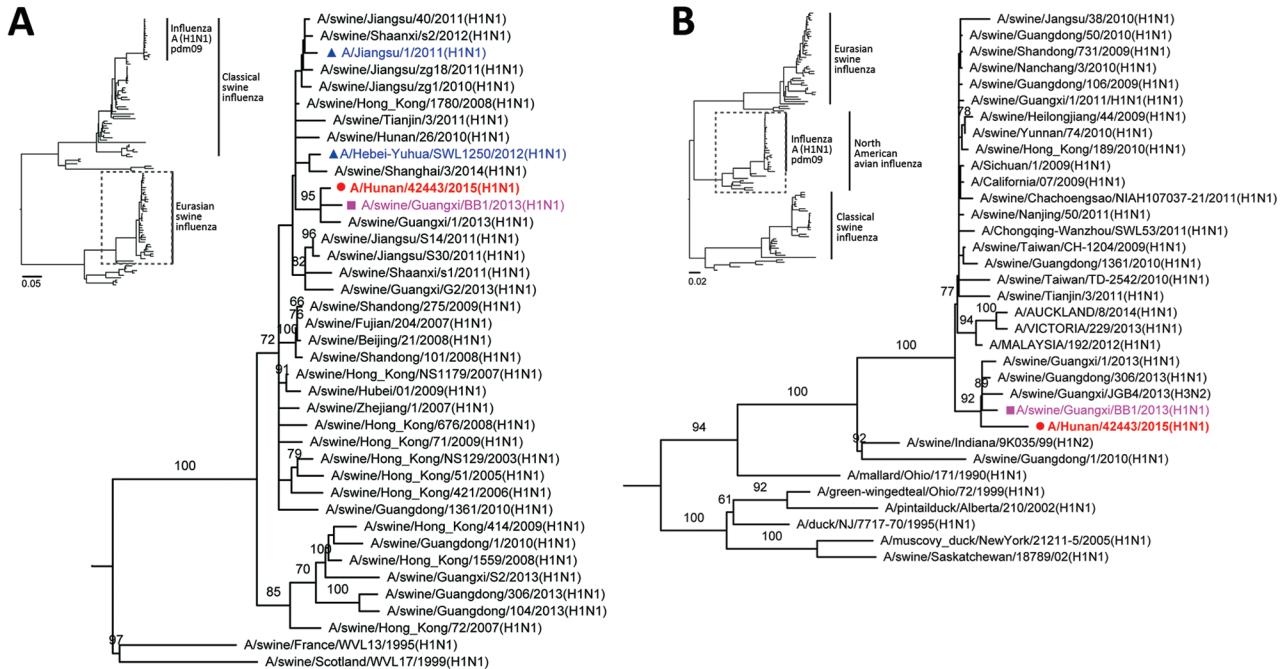 A
Influenza
A (H1N1)
pdm09
Classical
swine
influenza
Eurasian
swine
influenza
0.05
A/swine/Jiangsu/40/2011(H1N1)
A/swine/Shaanxi/s2/2012(H1N1)
A/Jiangsu/1/2011(H1N1)
A/swine/Jiangsu/zg18/2011(H1N1)
A/swine/Jiangsu/zg1/2010(H1N1)
A/swine/Hong_Kong/1780/2008(H1N1)
A/swine/Tianjin/3/2011(H1N1)
A/swine/Hunan/26/2010(H1N1)
A/Hebei-Yuhua/SWL1250/2012(H1N1)
A/swine/Shanghai/3/2014(H1N1)
A/Hunan/42443/2015(H1N1)
95
A/swine/Guangxi/BB1/2013(H1N1)
A/swine/Guangxi/1/2013(H1N1)
96
A/swine/Jiangsu/S14/2011(H1N1)
A/swine/Jiangsu/S30/2011(H1N1)
82
A/swine/Shaanxi/s1/2011(H1N1)
A/swine/Guangxi/G2/2013(H1N1)
66
A/swine/Shandong/275/2009(H1N1)
76
A/swine/Fujian/204/2007(H1N1)
100
A/swine/Beijing/21/2008(H1N1)
72
A/swine/Shandong/101/2008(H1N1)
91
A/swine/Hong_Kong/NS1179/2007(H1N1)
A/swine/Hubei/01/2009(H1N1)
A/swine/Zhejiang/1/2007(H1N1)
A/swine/Hong_Kong/676/2008(H1N1)
A/swine/Hong_Kong/71/2009(H1N1)
79
A/swine/Hong_Kong/NS129/2003(H1N1)
100
A/swine/Hong_Kong/51/2005(H1N1)
A/swine/Hong_Kong/421/2006(H1N1)
A/swine/Guangdong/1361/2010(H1N1)
A/swine/Hong_Kong/414/2009(H1N1)
A/swine/Guangdong/1/2010(H1N1)
100
A/swine/Hong_Kong/1559/2008(H1N1)
70
A/swine/Guangxi/S2/2013(H1N1)
100
85
A/swine/Guangdong/306/2013(H1N1)
A/swine/Guangdong/104/2013(H1N1)
A/swine/Hong_Kong/72/2007(H1N1)
97
A/swine/France/WVL13/1995(H1N1)
A/swine/Scotland/WVL17/1999(H1N1)
B
Eurasian
swine
influenza
Influenza
A (H1N1)
pdm09
North
American
avian influenza
Classical
swine
influenza
0.02
A/swine/Jangsu/38/2010(H1N1)
A/swine/Guangdong/50/2010(H1N1)
A/swine/Shandong/731/2009(H1N1)
A/swine/Nanchang/3/2010(H1N1)
A/swine/Guangdong/106/2009(H1N1)
A/swine/Guangxi/1/2011/H1N1(H1N1)
78
A/swine/Heilongjiang/44/2009(H1N1)
A/swine/Yunnan/74/2010(H1N1)
A/swine/Hong_Kong/189/2010(H1N1)
A/Sichuan/1/2009(H1N1)
A/California/07/2009(H1N1)
A/swine/Chachoengsao/NIAH107037-21/2011(H1N1)
A/swine/Nanjing/50/2011(H1N1)
A/Chongqing-Wanzhou/SWL53/2011(H1N1)
A/swine/Taiwan/CH-1204/2009(H1N1)
A/swine/Guangdong/1361/2010(H1N1)
A/swine/Taiwan/TD-2542/2010(H1N1)
77
A/swine/Tianjin/3/2011(H1N1)
100
A/AUCKLAND/8/2014(H1N1)
94
A/VICTORIA/229/2013(H1N1)
A/MALAYSIA/192/2012(H1N1)
100
A/swine/Guangxi/1/2013(H1N1)
A/swine/Guangdong/306/2013(H1N1)
89
A/swine/Guangxi/JGB4/2013(H3N2)
100
92
A/swine/Guangxi/BB1/2013(H1N1)
A/Hunan/42443/2015(H1N1)
94
92
A/swine/Indiana/9K035/99(H1N2)
A/swine/Guangdong/1/2010(H1N1)
A/mallard/Ohio/171/1990(H1N1)
92
A/green-wingedteal/Ohio/72/1999(H1N1)
61
A/pintailduck/Alberta/210/2002(H1N1)
100
A/duck/NJ/7717-70/1995(H1N1)
100
A/muscovy_duck/NewYork/21211-5/2005(H1N1)
A/swine/Saskatchewan/18789/02(H1N1)